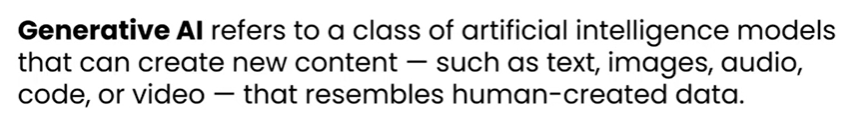 Generative AI refers to a class of artificial intelligence models
that can create new content — such as text, images, audio,
code, or video — that resembles human-created data.